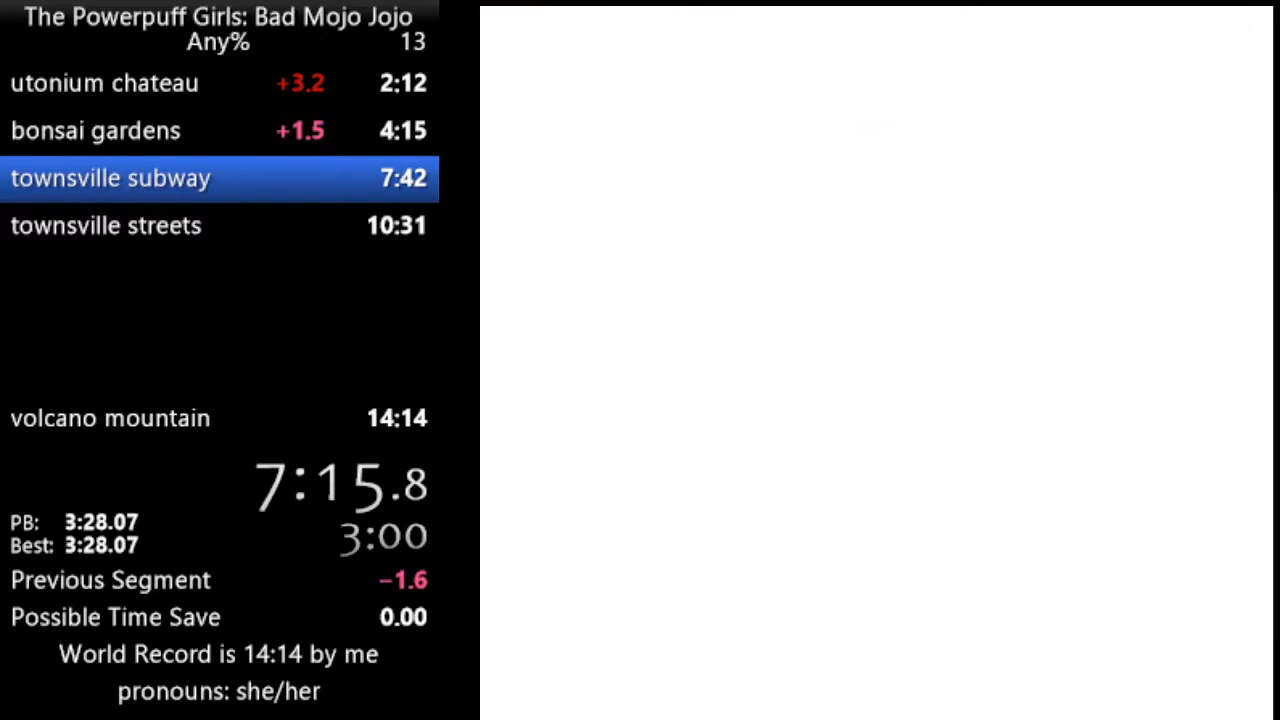 The Powerpuff Girls: Bad Mojo Jojo
Any% 13
utonium chateau +3.2 2:12
bonsai gardens +1.5 4:15
townsville subway 7:42
townsville streets 10:31
volcano mountain 14:14
7:15.8
PB: 3:28.07
3:00
Best: 3:28.07
Previous Segment −1.6
Possible Time Save 0.00
World Record is 14:14 by me
pronouns: she/her